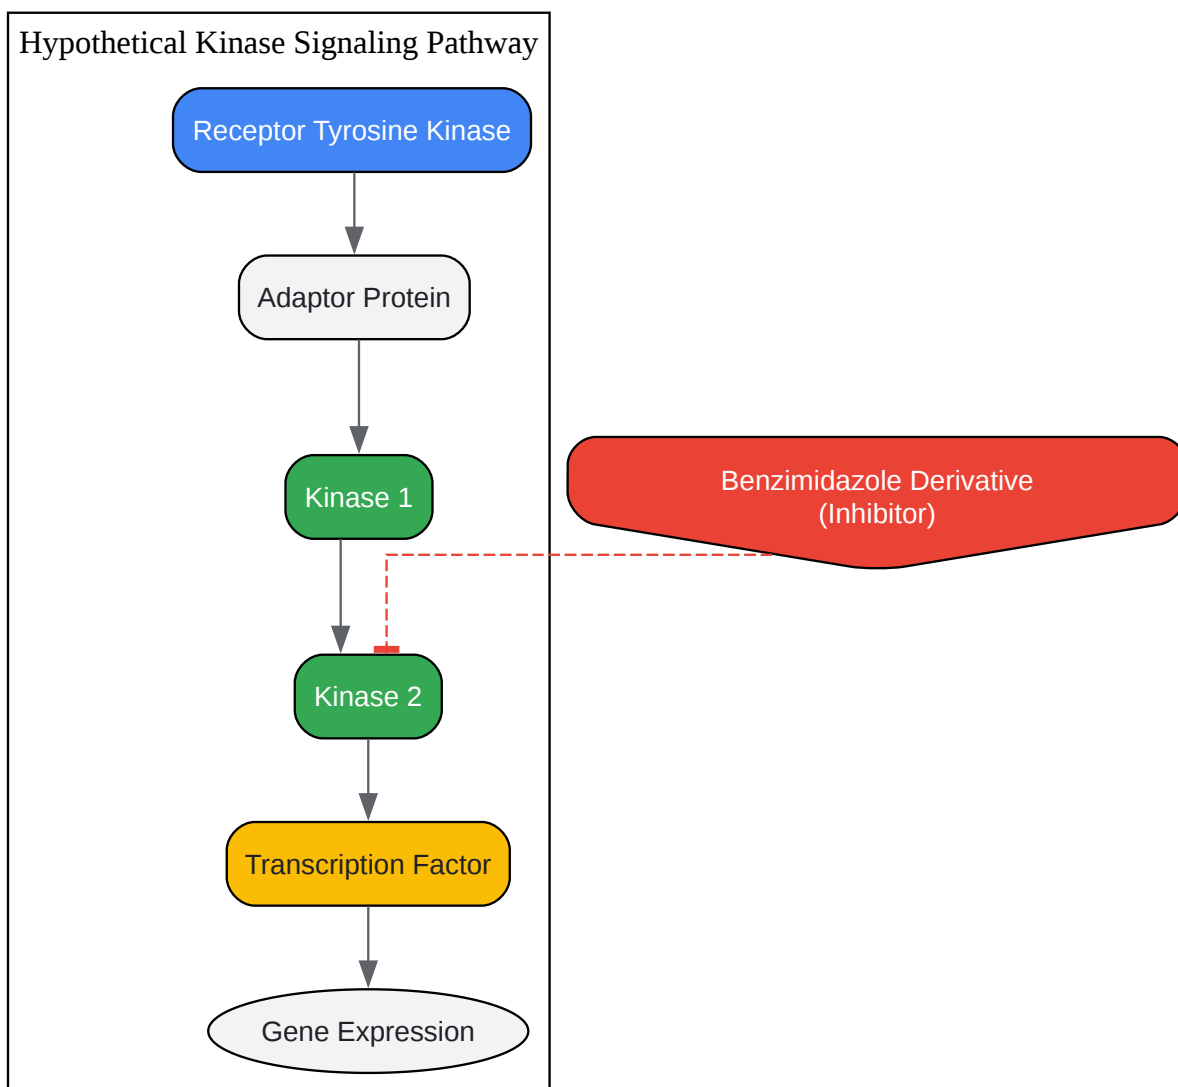 Hypothetical Kinase Signaling Pathway
Receptor Tyrosine Kinase
Adaptor Protein
Kinase 1
Benzimidazole Derivative
(Inhibitor)
Kinase 2
Transcription Factor
Gene Expression